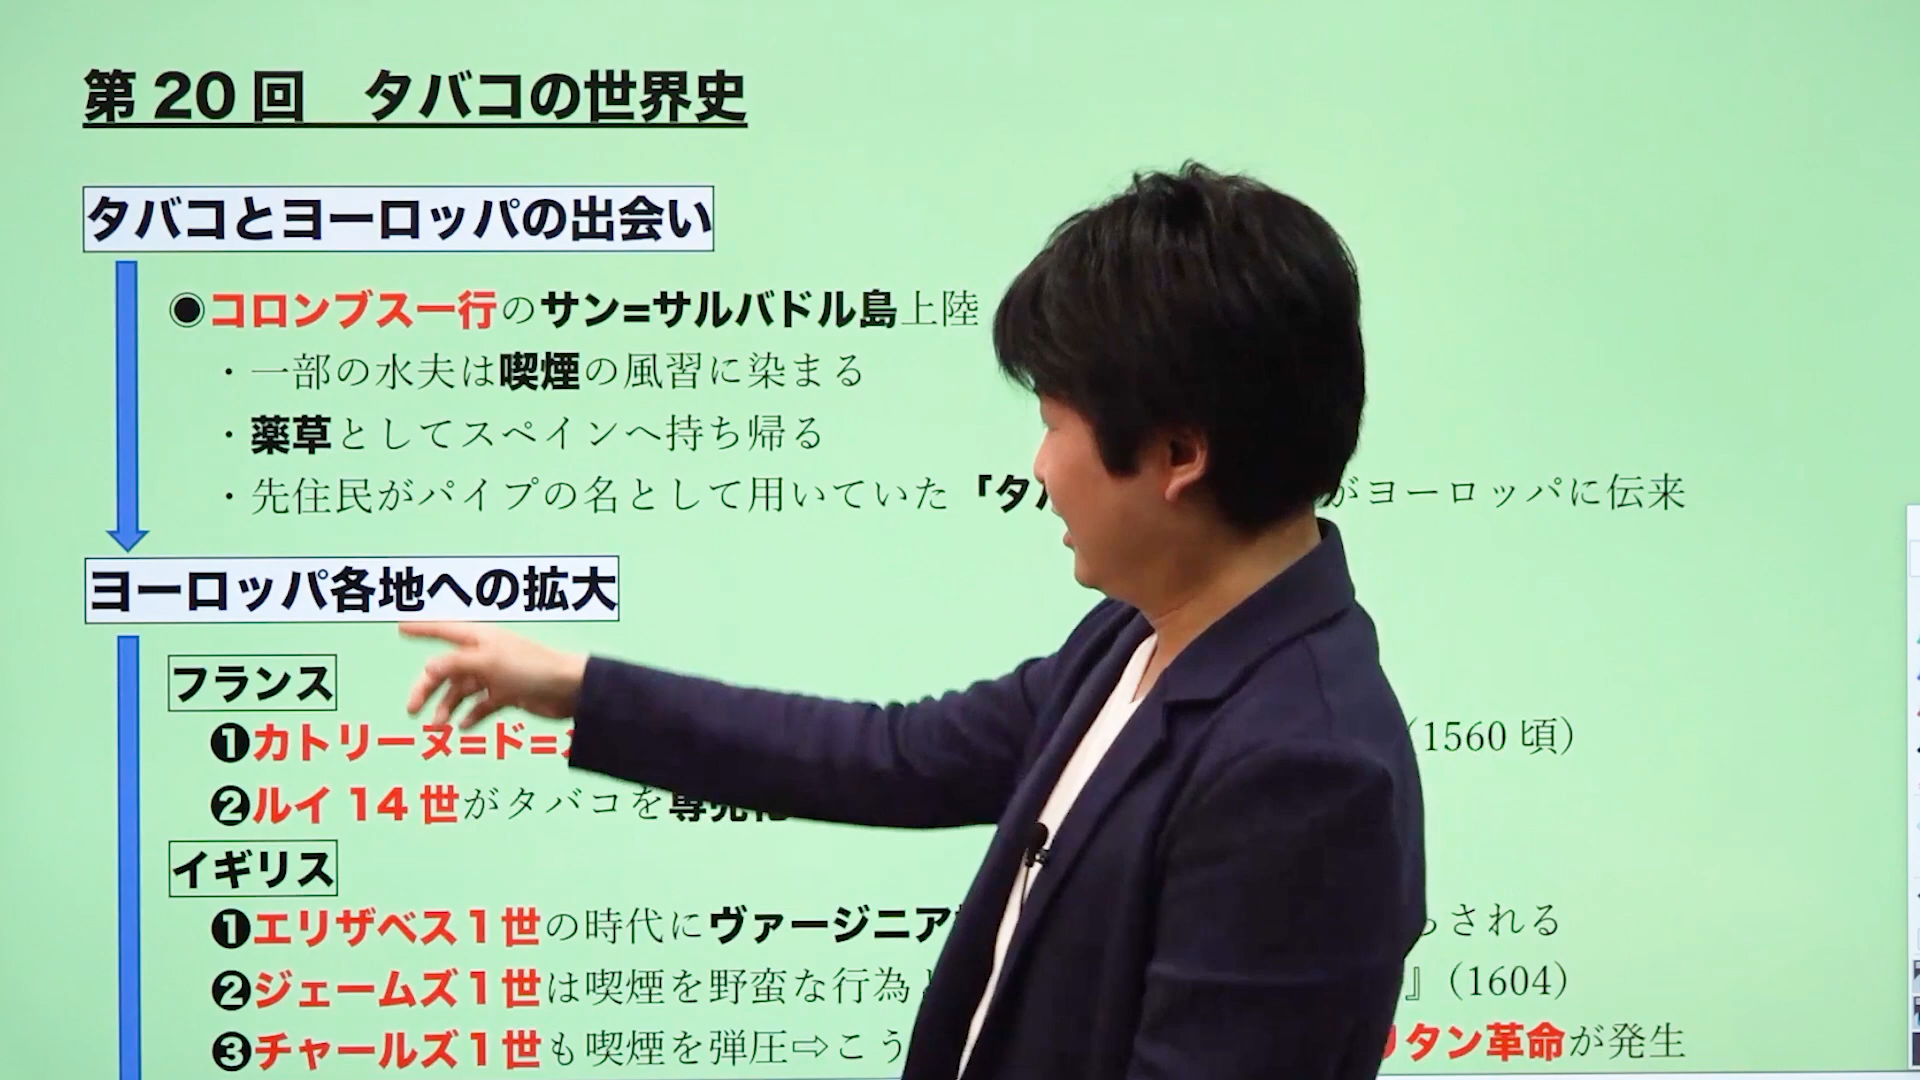 第20回　タバコの世界史
タバコとヨーロッパの出会い
◉コロンブス一行のサン=サルバドル島上陸
・一部の水夫は喫煙の風習に染まる
・薬草としてスペインへ持ち帰る
・先住民がパイプの名として用いていた「タバ がヨーロッパに伝来
ヨーロッパ各地への拡大
フランス
❶カトリーヌ=ド= （1560頃）
❷ルイ14世がタバコを専売化
イギリス
❶エリザベス1世の時代にヴァージニア らされる
❷ジェームズ1世は喫煙を野蛮な行為と 』（1604）
❸チャールズ1世も喫煙を弾圧⇨こう リタン革命が発生